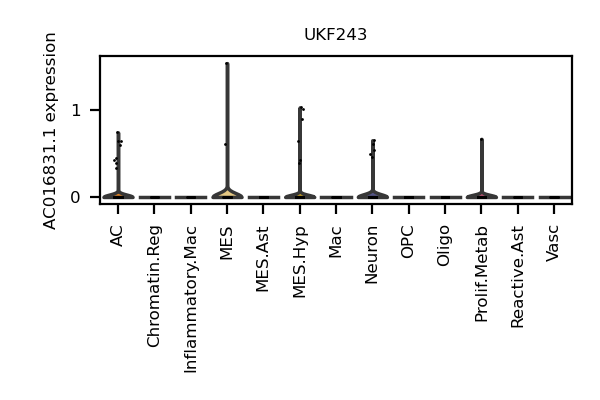 UKF243
AC016831.1 expression
1
0
AC
Chromatin.Reg
Inflammatory.Mac
MES
MES.Ast
MES.Hyp
Mac
Neuron
OPC
Oligo
Prolif.Metab
Reactive.Ast
Vasc